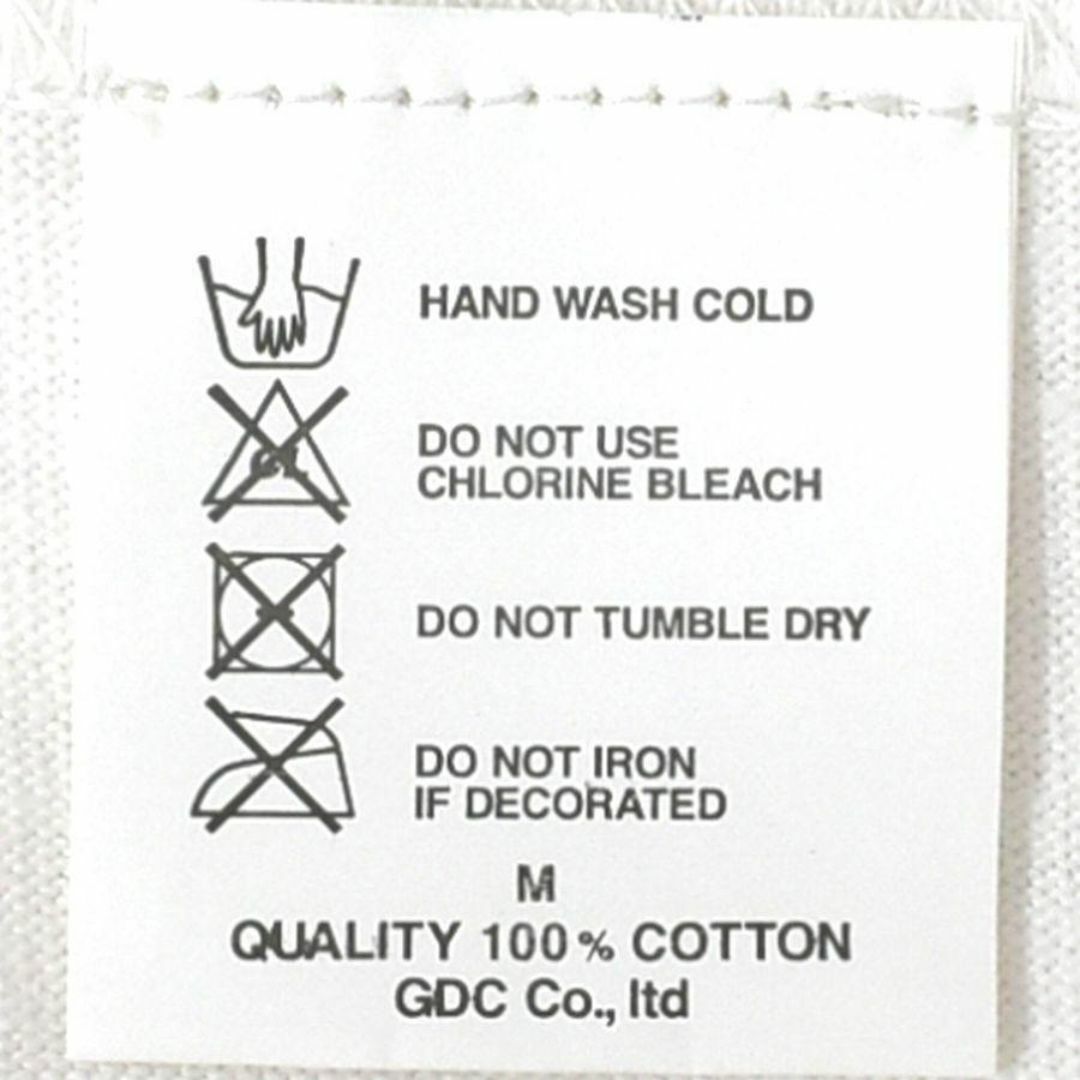 HAND WASH COLD
DO NOT USE
CHLORINE BLEACH
DO NOT TUMBLE DRY
DO NOT IRON
IF DECORATED
M
QUALITY 100% COTTON
GDC Co., ltd